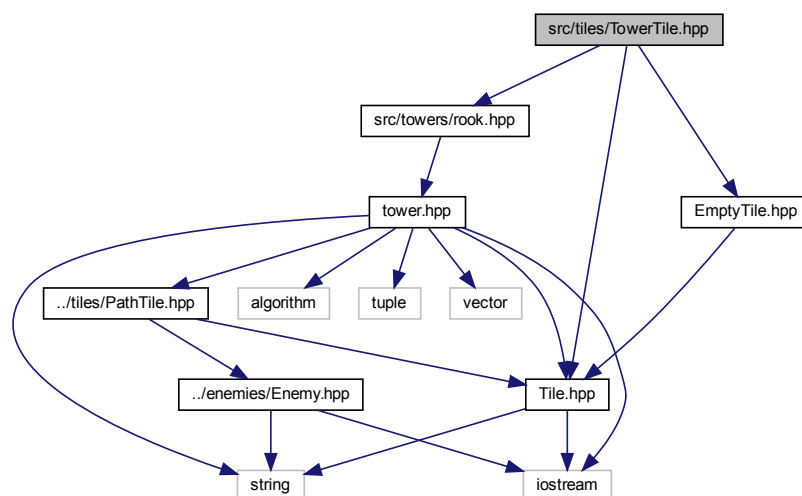 src/tiles/TowerTile.hpp
src/towers/rook.hpp
tower.hpp
EmptyTile.hpp
../tiles/PathTile.hpp
algorithm
tuple
vector
../enemies/Enemy.hpp
Tile.hpp
string
iostream